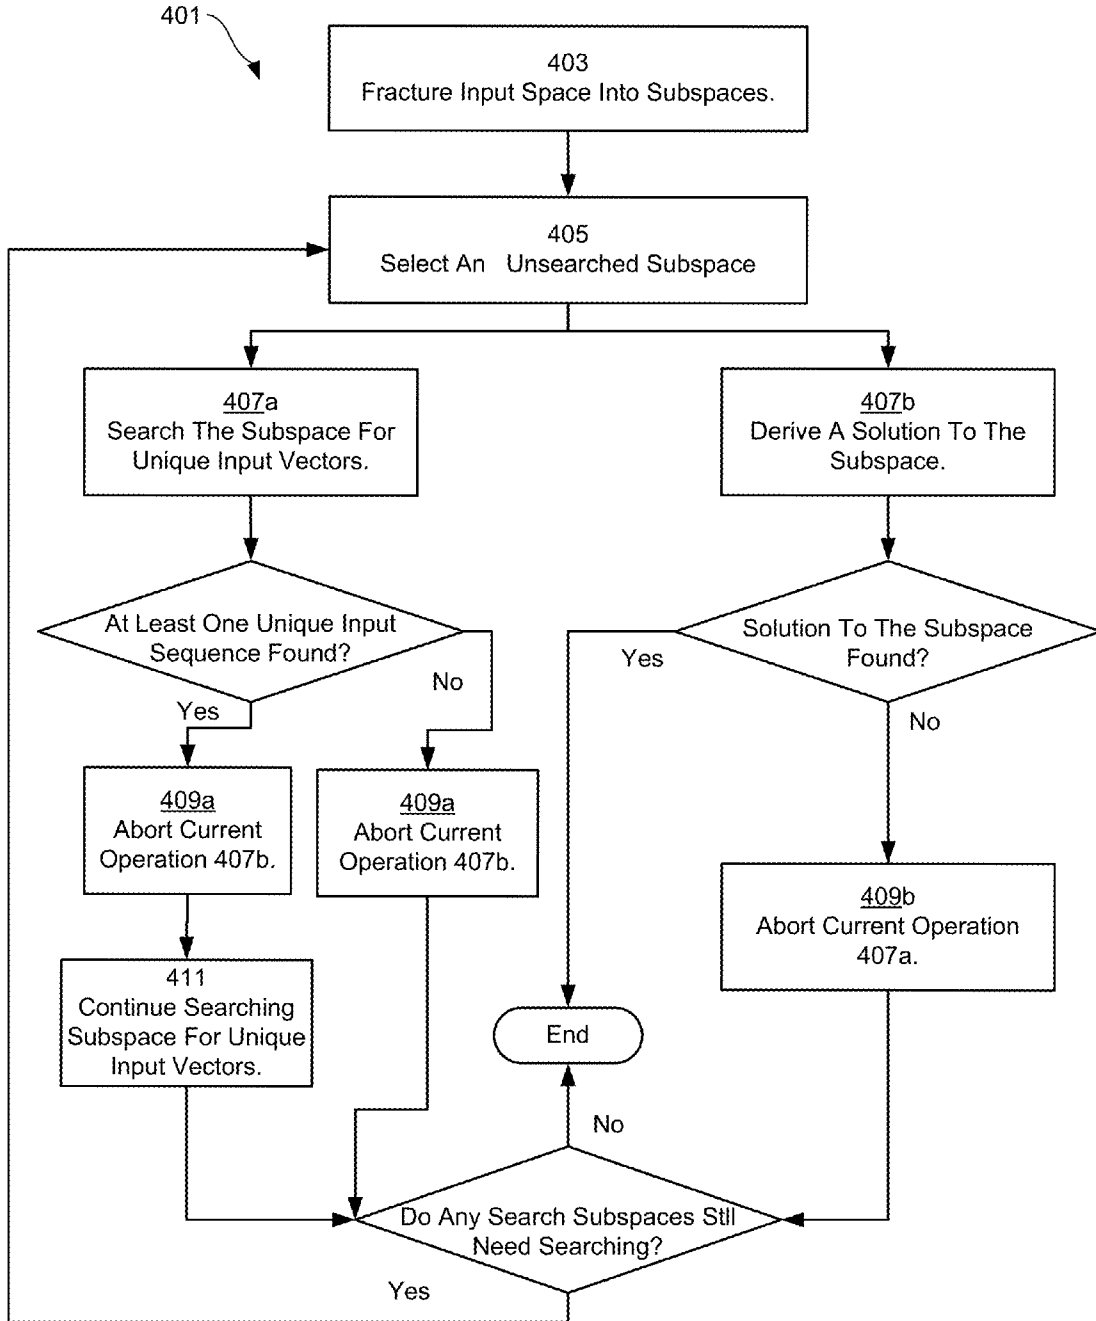 401
403
Fracture Input Space Into Subspaces.
405
Select An Unsearched Subspace
407a
Search The Subspace For
Unique Input Vectors.
407b
Derive A Solution To The
Subspace.
At Least One Unique Input
Sequence Found?
Solution To The Subspace
Found?
Yes
No
Yes
No
409a
Abort Current
Operation 407b.
409a
Abort Current
Operation 407b.
409b
Abort Current Operation
407a.
411
Continue Searching
Subspace For Unique
Input Vectors.
End
No
Do Any Search Subspaces Stll
Need Searching?
Yes